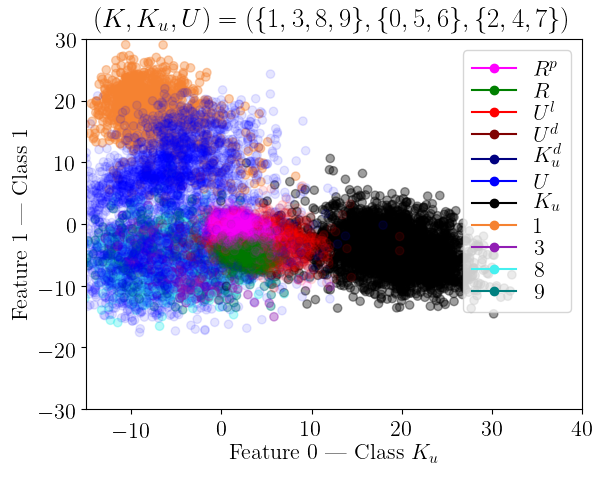 (K, K_u, U) = ({1, 3, 8, 9}, {0, 5, 6}, {2, 4, 7})
30
20
10
0
−10
−20
−30
Feature 1 — Class 1
R^p
R
U^l
U^d
K_u^d
U
K_u
1
3
8
9
−10
0
10
20
30
40
Feature 0 — Class K_u